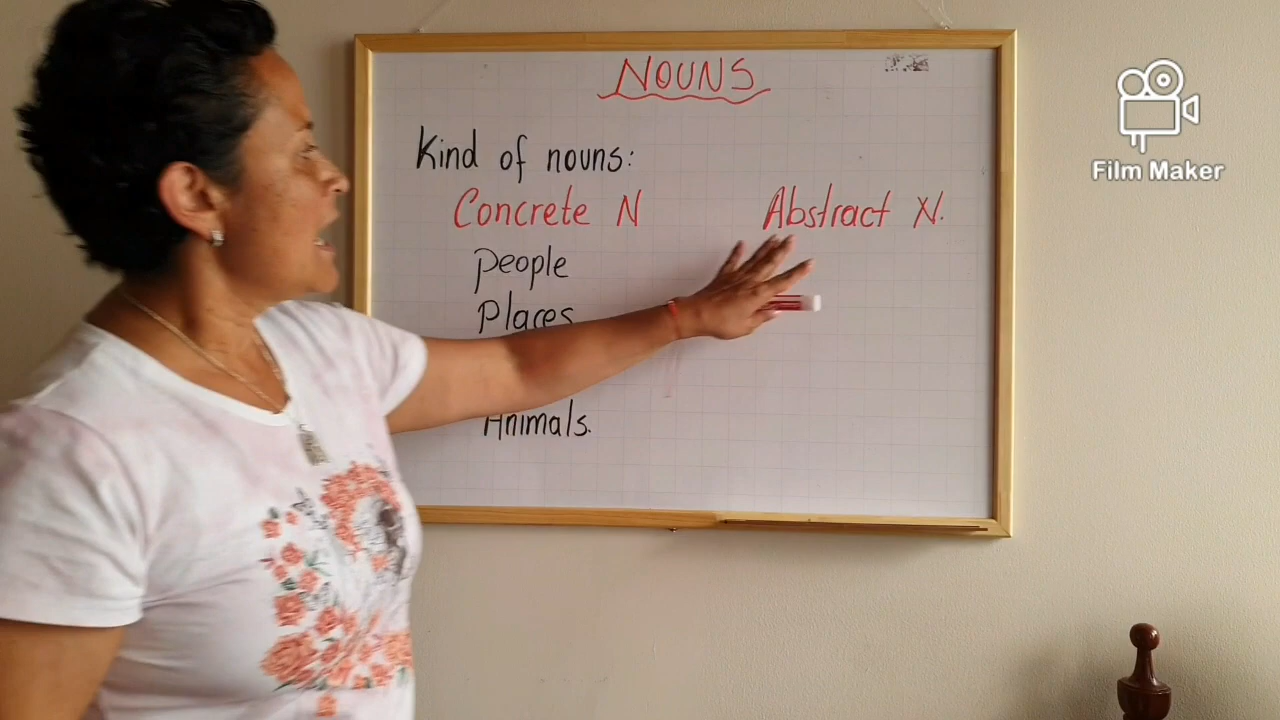 NOUNS
Kind of nouns:
Concrete N
Abstract N.
People
Places
Animals.
Film Maker